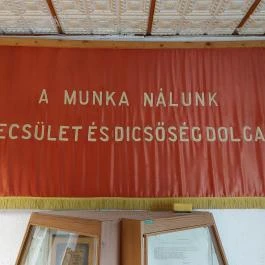 A MUNKA NÁLUNK
ECSÜLET ÉS DICSŐSÉG DOLGA